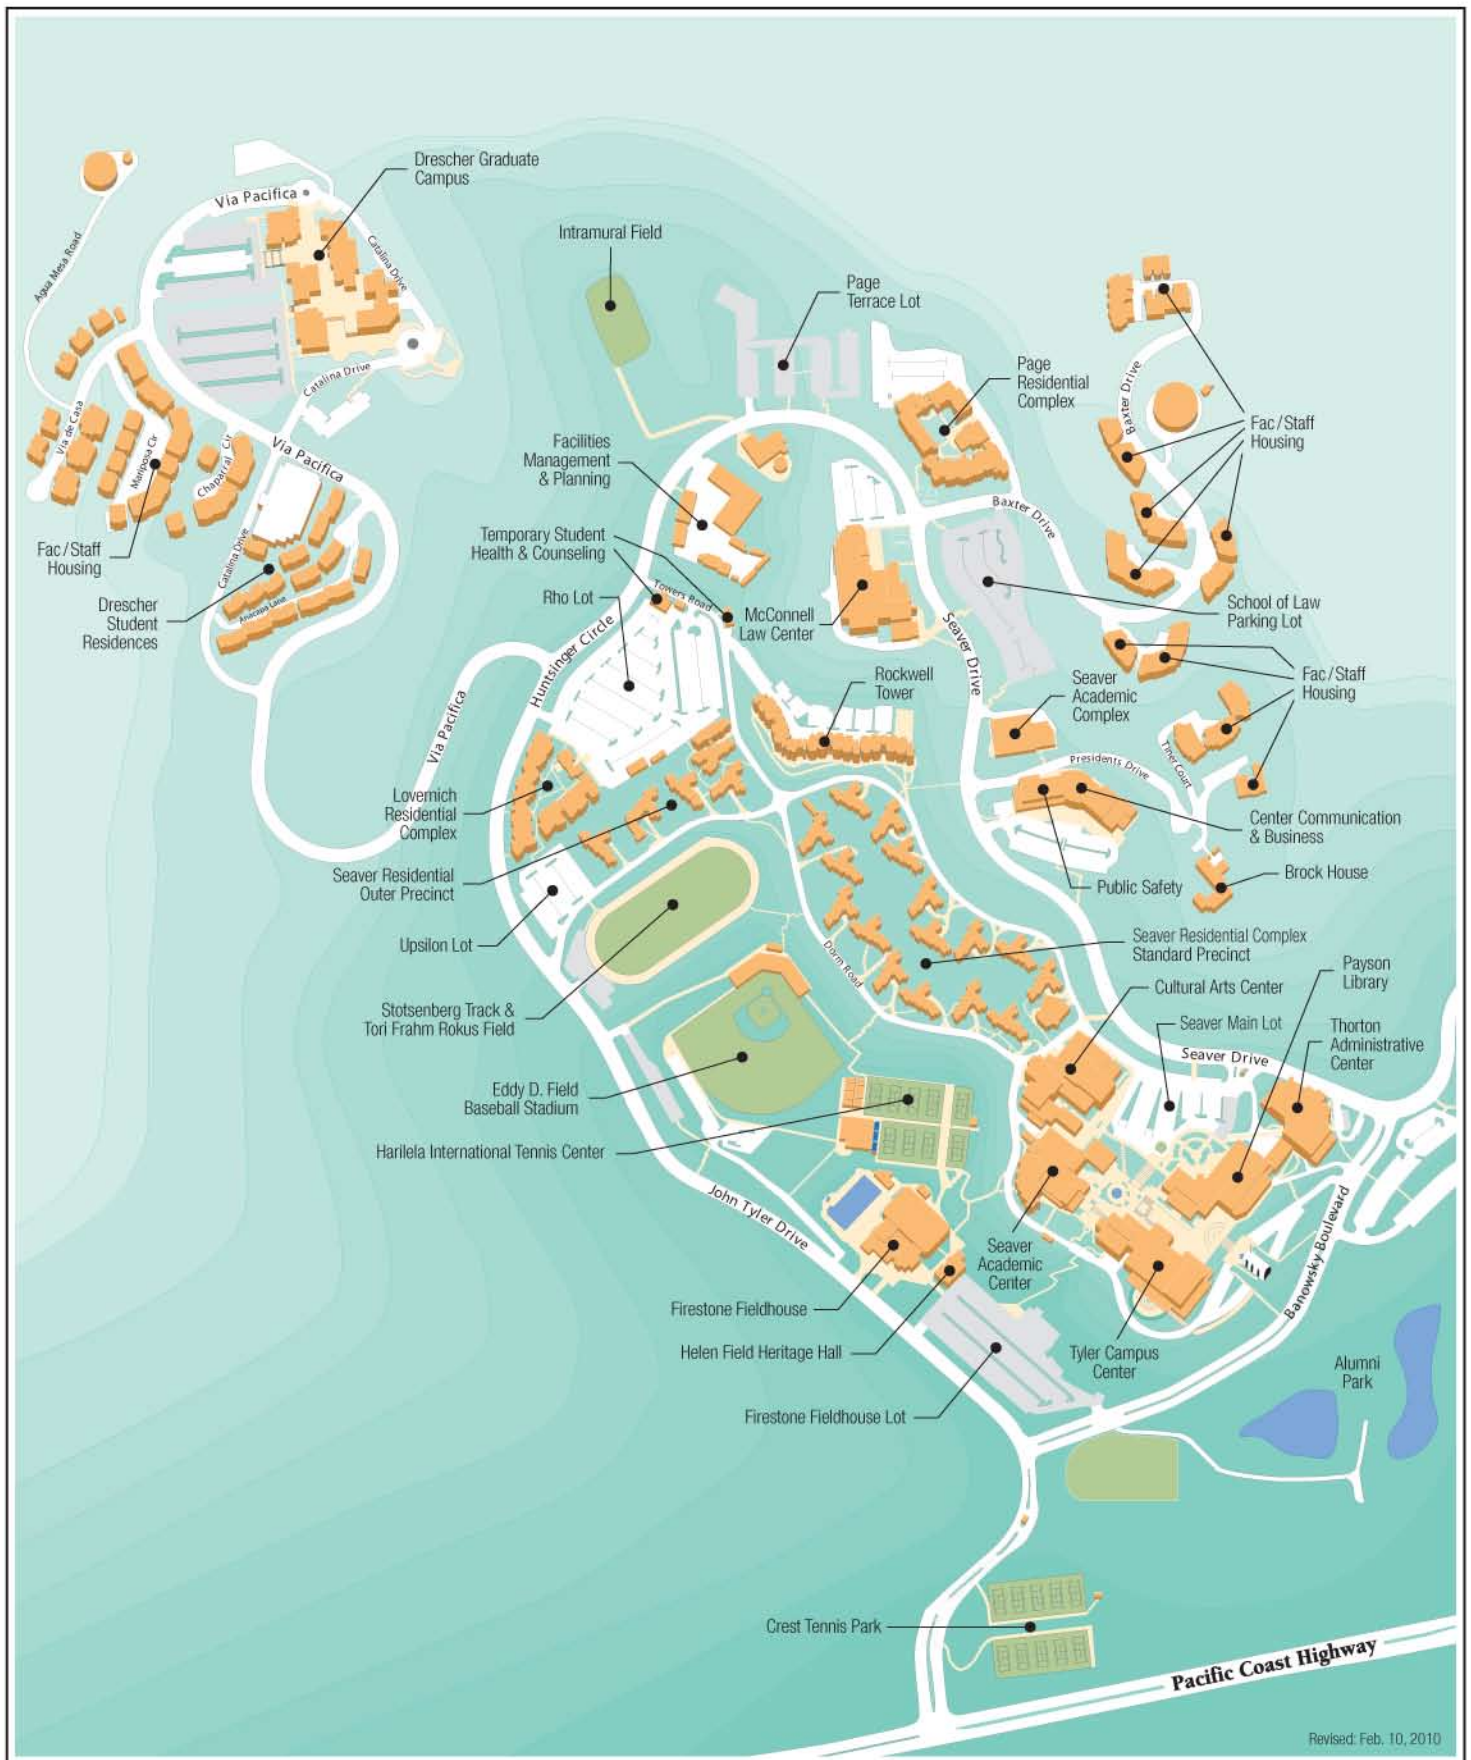 Drescher Graduate
Campus
Via Pacifica
Catalina Drive
Agua Mesa Road
Intramural Field
Page
Terrace Lot
Page
Residential
Complex
Baxter Drive
Fac / Staff
Housing
Catalina Drive
Via de Casa
Mariposa Cir
Chaparral Cir
Via Pacifica
Facilities
Management
& Planning
Baxter Drive
Temporary Student
Health & Counseling
Fac / Staff
Housing
Catalina Drive
Rho Lot
Towers Road
McConnell
Law Center
School of Law
Parking Lot
Drescher
Student
Residences
Anacapa Lane
Huntsinger Circle
Seaver Drive
Rockwell
Tower
Seaver
Academic
Complex
Fac / Staff
Housing
Via Pacifica
Presidents Drive
Tiner Court
Lovernich
Residential
Complex
Center Communication
& Business
Seaver Residential
Outer Precinct
Public Safety
Brock House
Upsilon Lot
Dorm Road
Seaver Residential Complex
Standard Precinct
Payson
Library
Cultural Arts Center
Stotsenberg Track &
Tori Frahm Rokus Field
Seaver Main Lot
Thorton
Administrative
Center
Seaver Drive
Eddy D. Field
Baseball Stadium
Harilela International Tennis Center
John Tyler Drive
Seaver
Academic
Center
Banowsky Boulevard
Firestone Fieldhouse
Helen Field Heritage Hall
Tyler Campus
Center
Alumni
Park
Firestone Fieldhouse Lot
Crest Tennis Park
Pacific Coast Highway
Revised: Feb. 10, 2010